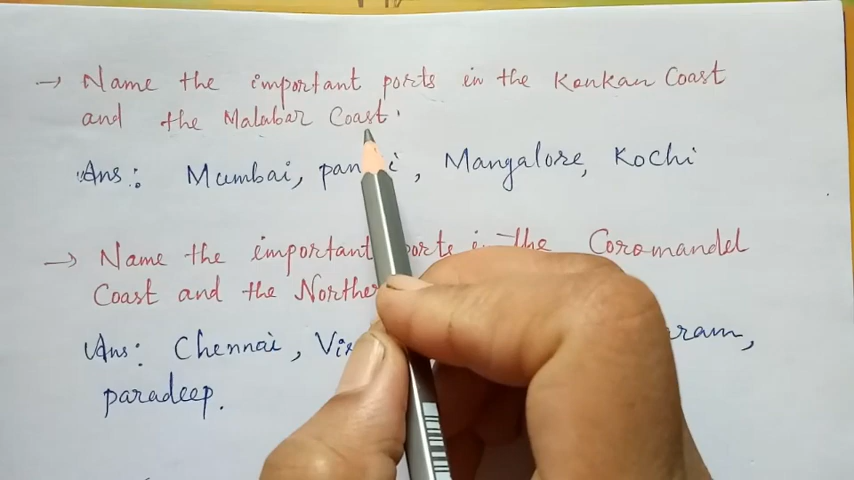 → Name the important ports in the Konkan Coast
and the Malabar Coast.
Ans: Mumbai, , Mangalore, Kochi
→ Name the important ports in the Coromandel
Coast and the
Ans: Chennai,
paradeep.